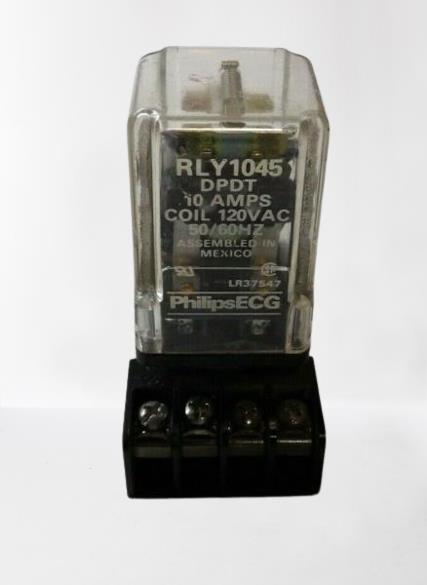 RLY1045
DPDT
10 AMPS
COIL 120VAC
50/60HZ
ASSEMBLED IN
MEXICO
LR37547
PhilipsECG